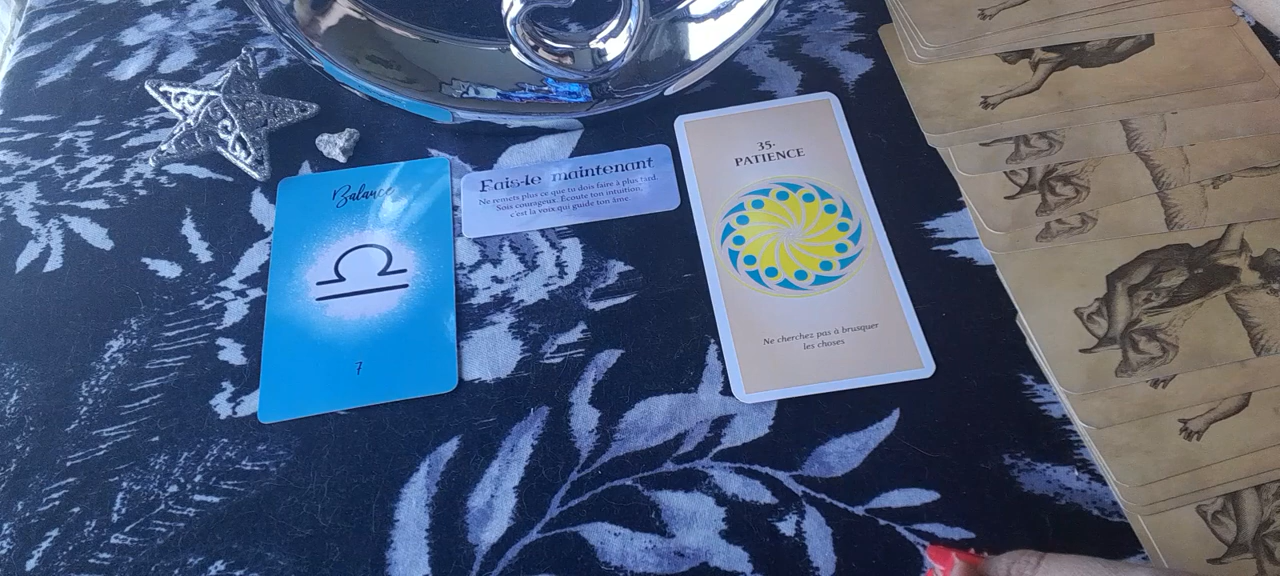 Balance
7
Fais-le maintenant
Ne remets plus ce que tu dois faire à plus tard.
Sois courageux. Écoute ton intuition,
c'est la voix qui guide ton âme.
35.
PATIENCE
Ne cherchez pas à brusquer
les choses